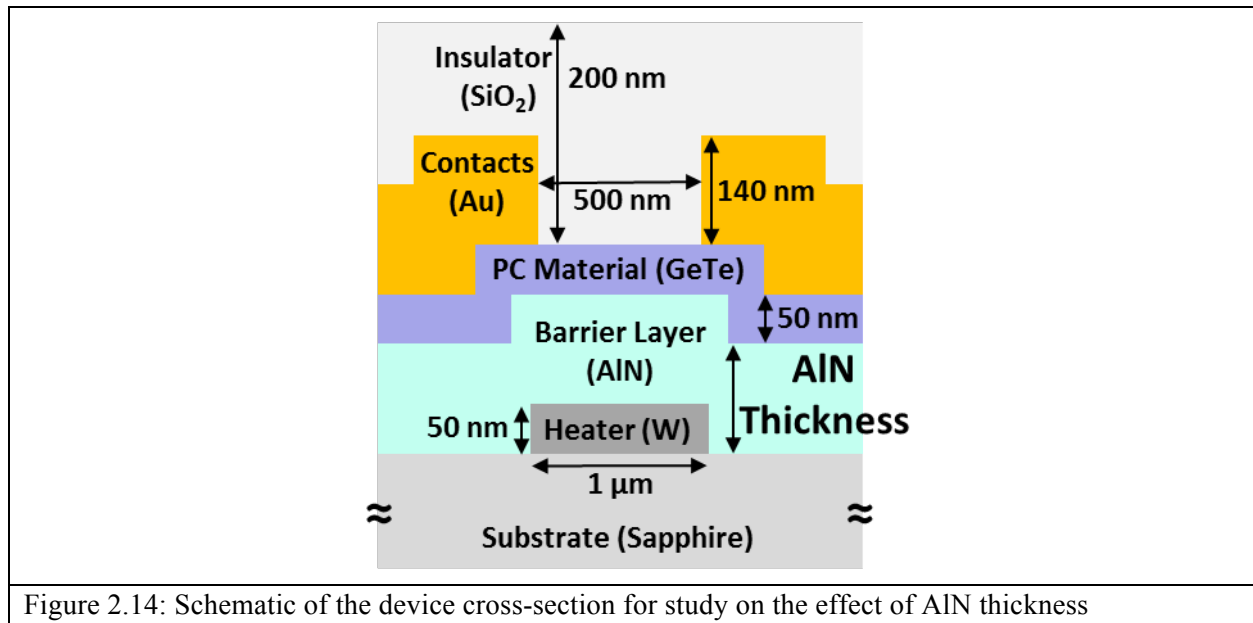 Insulator
(SiO₂)
200 nm
Contacts
(Au)
500 nm
140 nm
PC Material (GeTe)
50 nm
Barrier Layer
(AlN)
AlN
Thickness
50 nm
Heater (W)
1 μm
≈
≈
Substrate (Sapphire)
Figure 2.14: Schematic of the device cross-section for study on the effect of AlN thickness